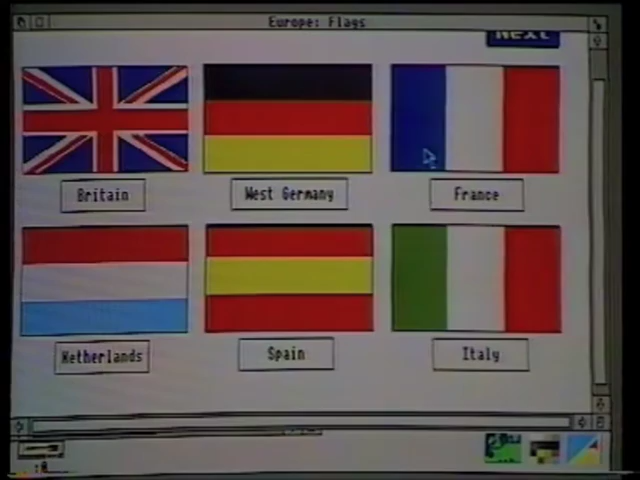 Europe: Flags
Next
Britain
West Germany
France
Netherlands
Spain
Italy